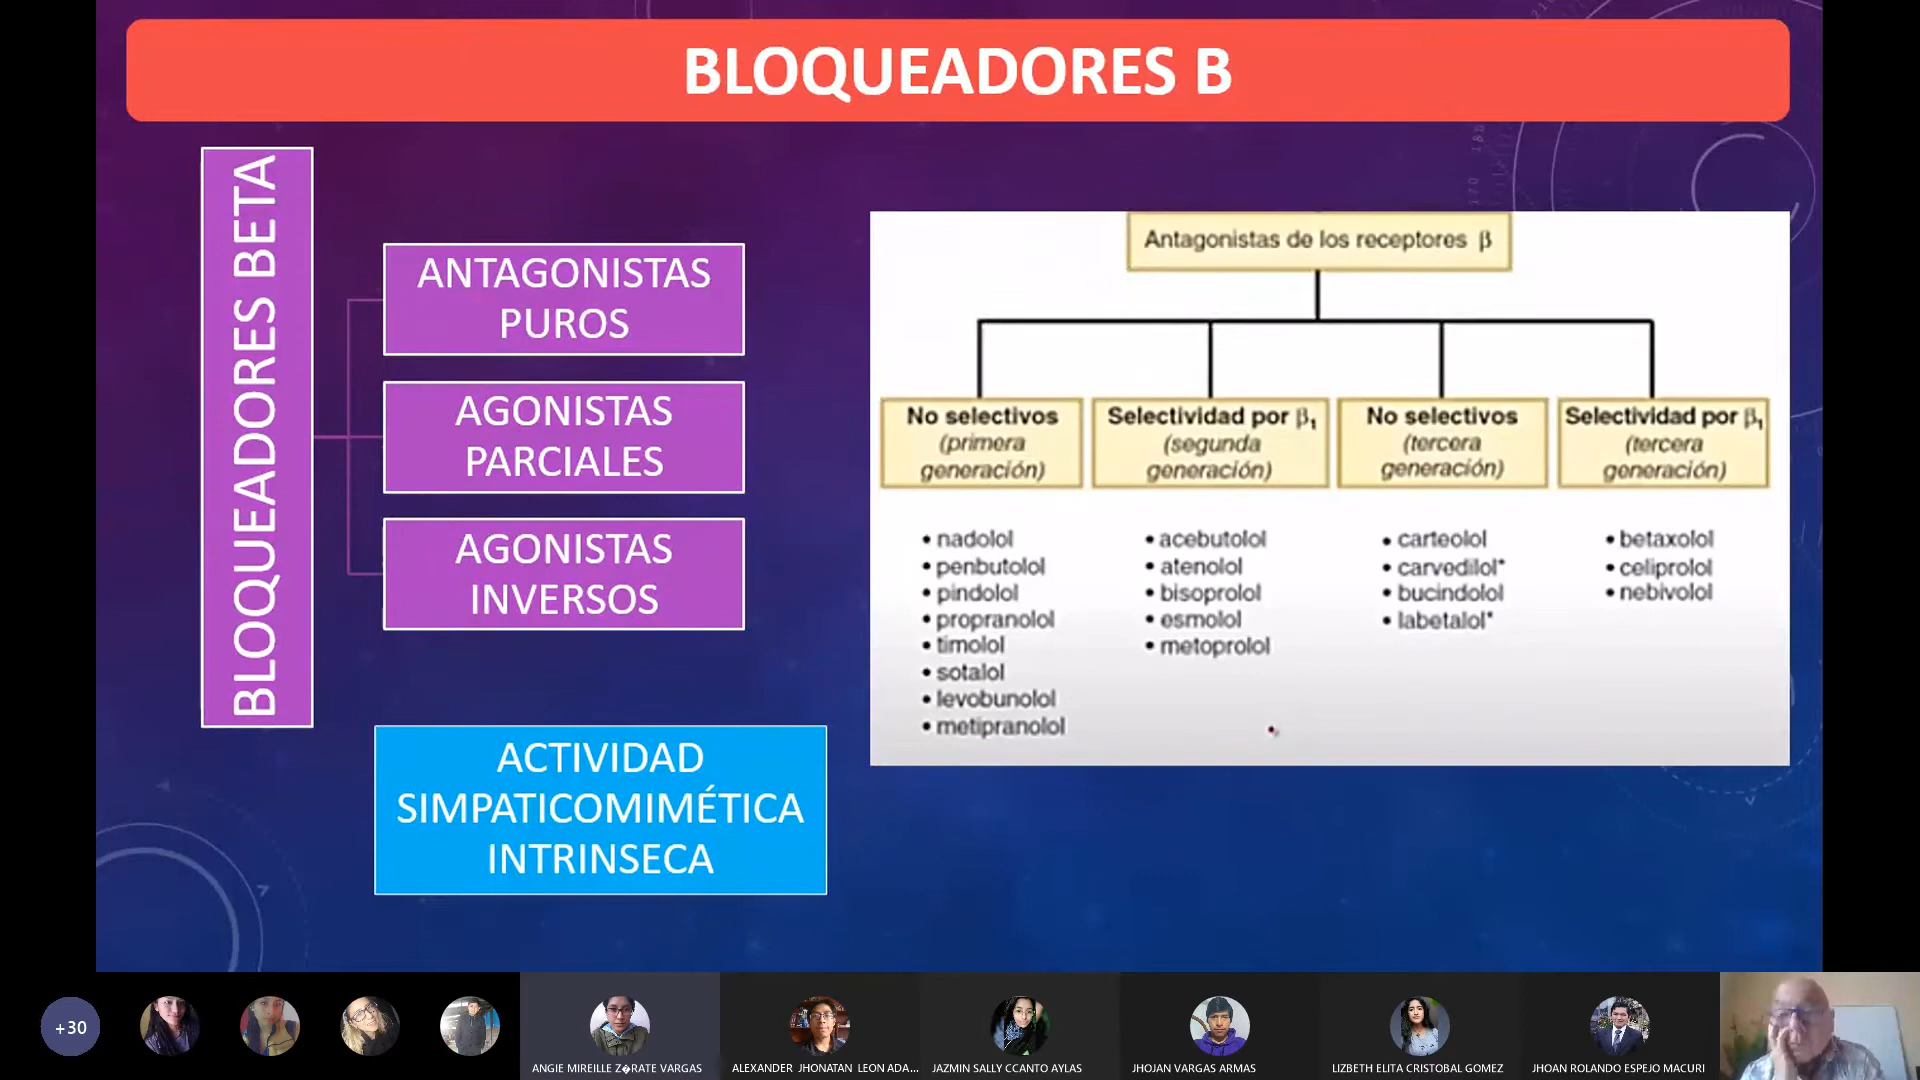 BLOQUEADORES B
BLOQUEADORES BETA
ANTAGONISTAS
PUROS
AGONISTAS
PARCIALES
AGONISTAS
INVERSOS
ACTIVIDAD
SIMPATICOMIMÉTICA
INTRINSECA
Antagonistas de los receptores β
No selectivos
(primera
generación)
• nadolol
• penbutolol
• pindolol
• propranolol
• timolol
• sotalol
• levobunolol
• metipranolol
Selectividad por β₁
(segunda
generación)
• acebutolol
• atenolol
• bisoprolol
• esmolol
• metoprolol
No selectivos
(tercera
generación)
• carteolol
• carvedilol*
• bucindolol
• labetalol*
Selectividad por β₁
(tercera
generación)
• betaxolol
• celiprolol
• nebivolol
+30
ANGIE MIREILLE Z�RATE VARGAS
ALEXANDER JHONATAN LEON ADA...
JAZMIN SALLY CCANTO AYLAS
JHOJAN VARGAS ARMAS
LIZBETH ELITA CRISTOBAL GOMEZ
JHOAN ROLANDO ESPEJO MACURI